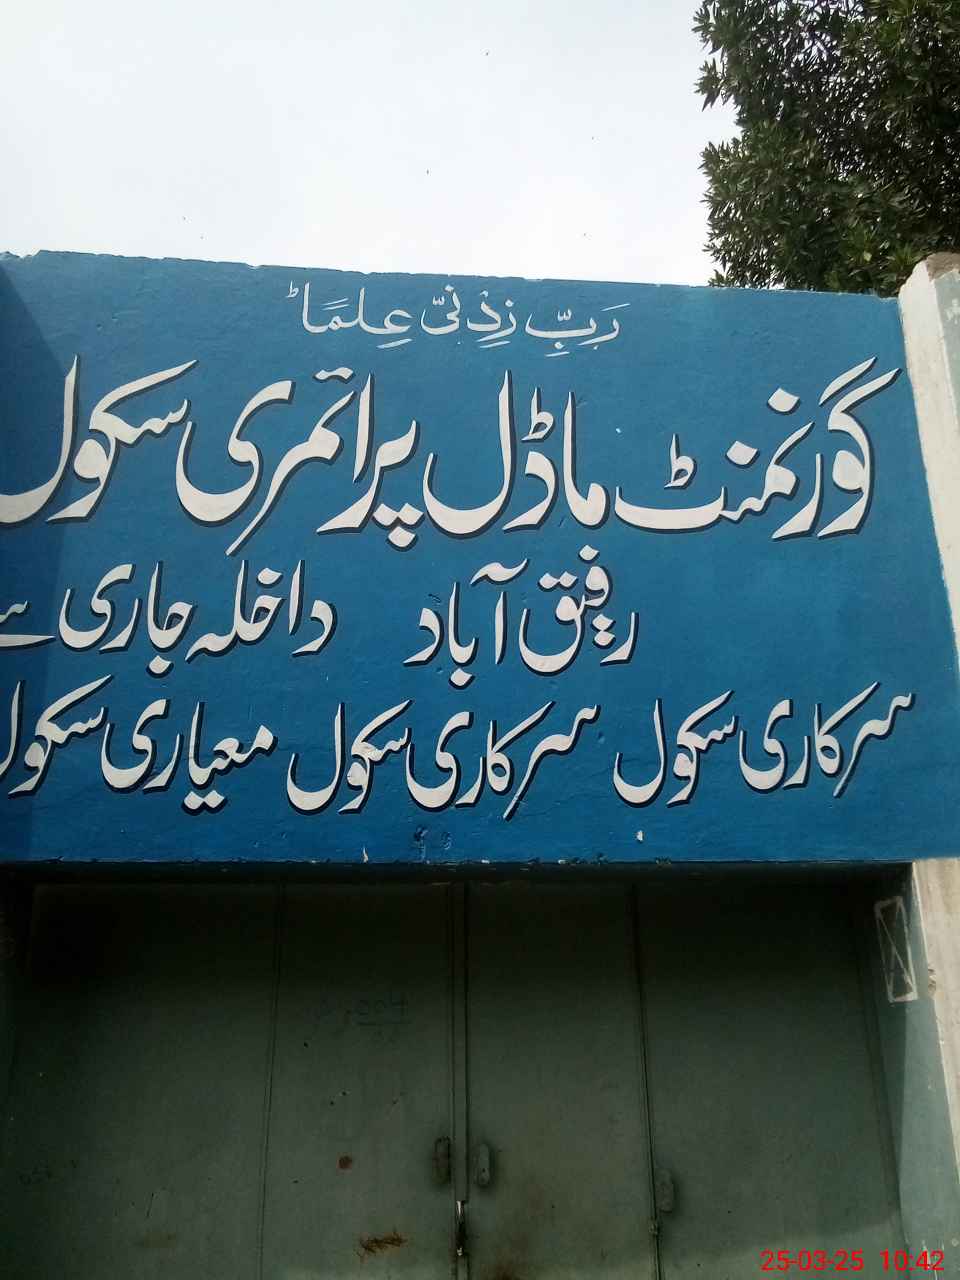 رَبِّ زِدْنِیّ عِلمًا ؕ
گورنمنٹ ماڈل پرائمری سکول
رفیق آباد داخلہ جاری ہے
سرکاری سکول سرکاری سکول معیاری سکول
25-03-25 10:42